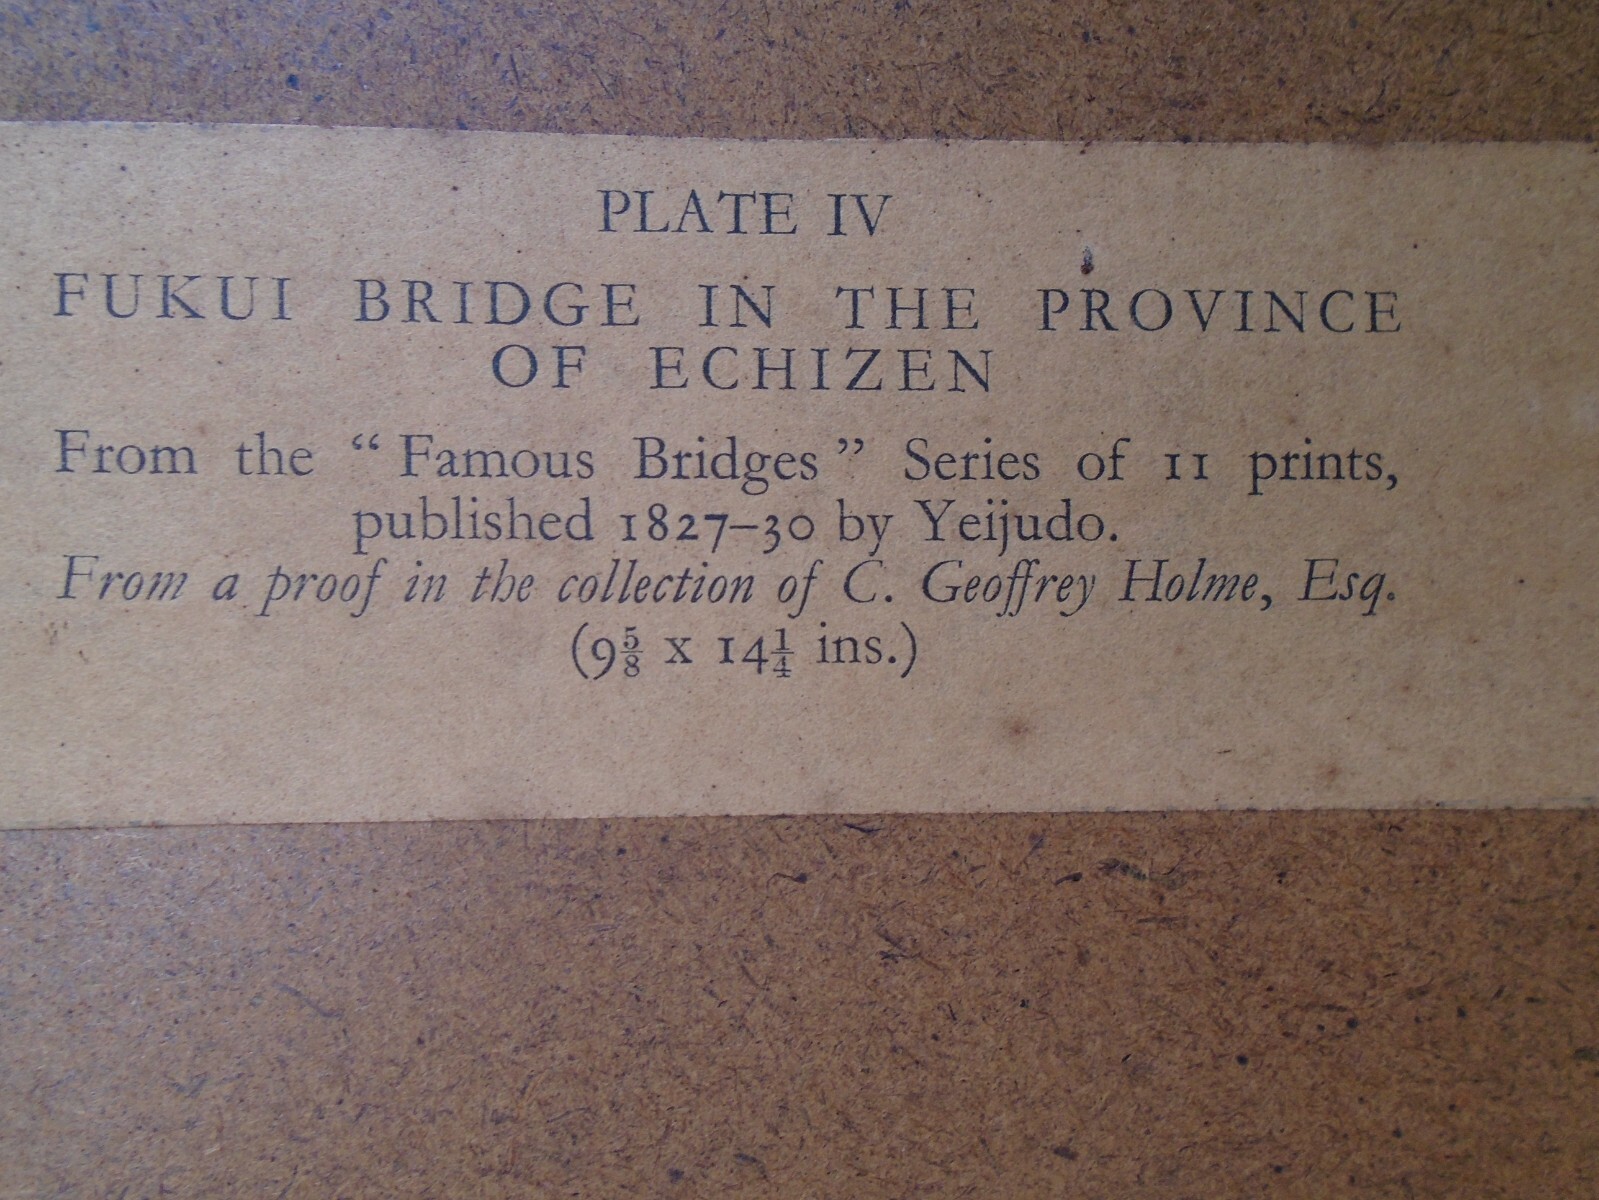 PLATE IV
FUKUI BRIDGE IN THE PROVINCE
OF ECHIZEN
From the “ Famous Bridges ” Series of 11 prints,
published 1827–30 by Yeijudo.
From a proof in the collection of C. Geoffrey Holme, Esq.
(9⅝ x 14¼ ins.)